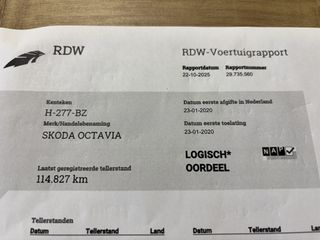 RDW
RDW-Voertuigrapport
Rapportdatum Rapportnummer
22-10-2025 29.735.560
Kenteken
H-277-BZ
Merk/Handelsbenaming
SKODA OCTAVIA
Datum eerste afgifte in Nederland
23-01-2020
Datum eerste toelating
23-01-2020
Laatst geregistreerde tellerstand
114.827 km
LOGISCH*
OORDEEL
NAP
Tellerstanden
Datum Tellerstand Land Datum Tellerstand Land